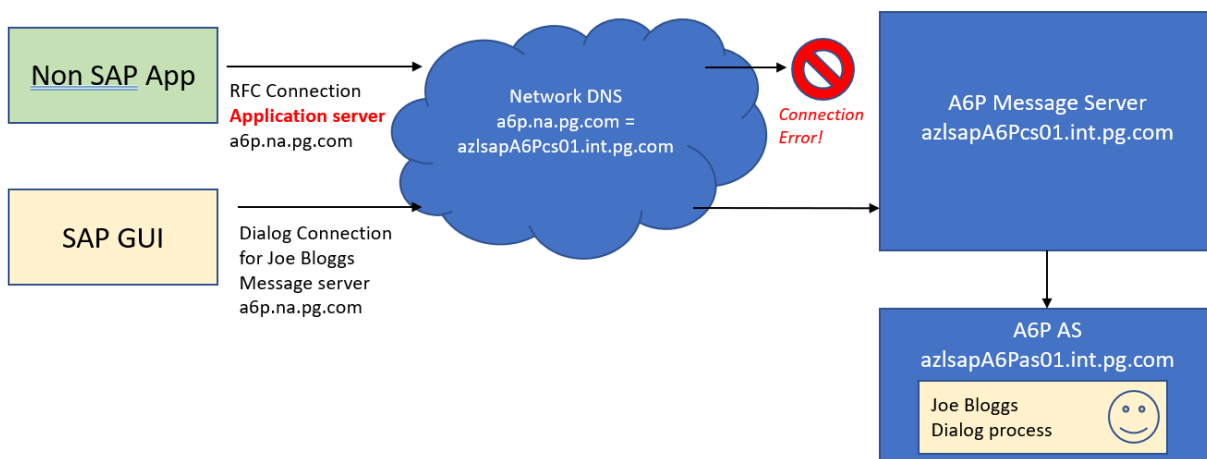 Non SAP App
RFC Connection
Application server
a6p.na.pg.com
Network DNS
a6p.na.pg.com =
azlsapA6Pcs01.int.pg.com
Connection
Error!
A6P Message Server
azlsapA6Pcs01.int.pg.com
SAP GUI
Dialog Connection
for Joe Bloggs
Message server
a6p.na.pg.com
A6P AS
azlsapA6Pas01.int.pg.com
Joe Bloggs
Dialog process